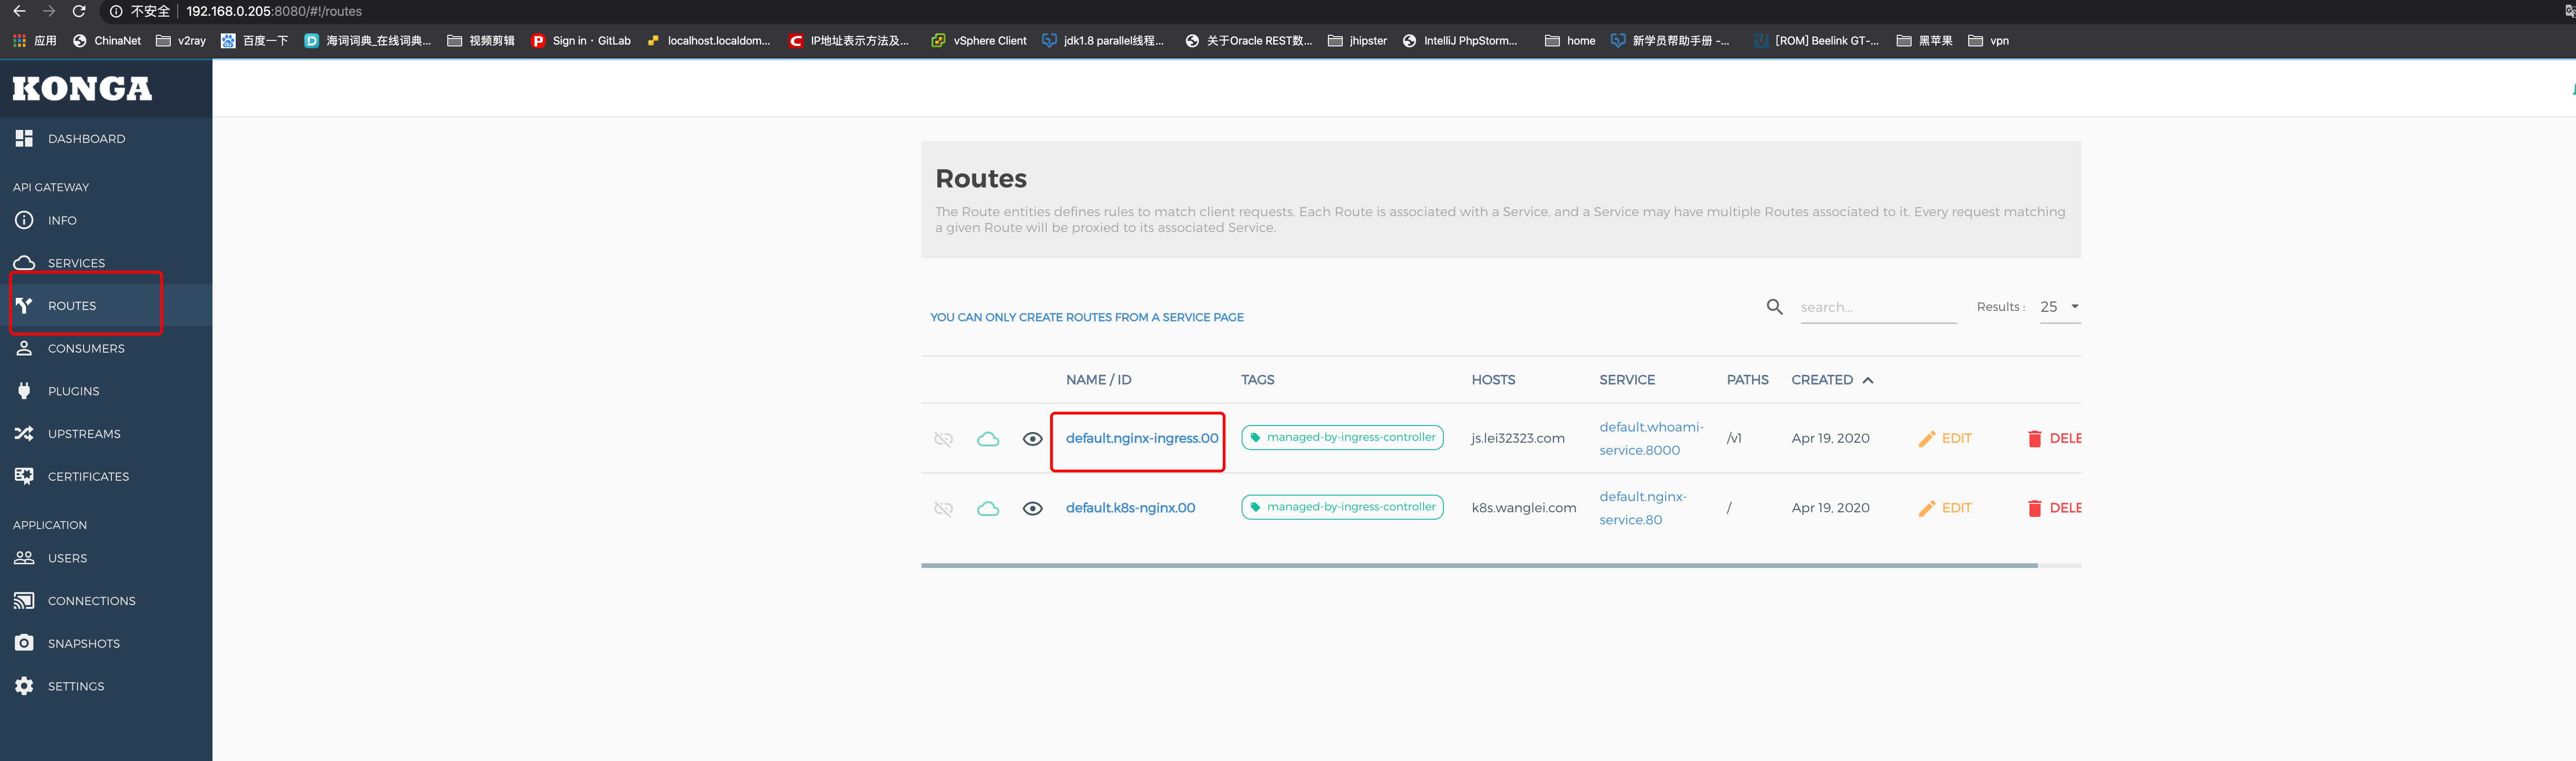 不安全 | 192.168.0.205:8080/#!/routes
应用 ChinaNet v2ray 百度一下 海词词典_在线词典... 视频剪辑 Sign in · GitLab localhost.localdom... IP地址表示方法及... vSphere Client jdk1.8 parallel线程... 关于Oracle REST数... jhipster IntelliJ PhpStorm... home 新学员帮助手册 -... [ROM] Beelink GT-... 黑苹果 vpn
KONGA
DASHBOARD
API GATEWAY
INFO
SERVICES
ROUTES
CONSUMERS
PLUGINS
UPSTREAMS
CERTIFICATES
APPLICATION
USERS
CONNECTIONS
SNAPSHOTS
SETTINGS
Routes
The Route entities defines rules to match client requests. Each Route is associated with a Service, and a Service may have multiple Routes associated to it. Every request matching
a given Route will be proxied to its associated Service.
YOU CAN ONLY CREATE ROUTES FROM A SERVICE PAGE
search... Results : 25
NAME / ID TAGS HOSTS SERVICE PATHS CREATED
default.nginx-ingress.00 managed-by-ingress-controller js.lei32323.com default.whoami-
service.8000 /v1 Apr 19, 2020 EDIT DELE
default.k8s-nginx.00 managed-by-ingress-controller k8s.wanglei.com default.nginx-
service.80 / Apr 19, 2020 EDIT DELE